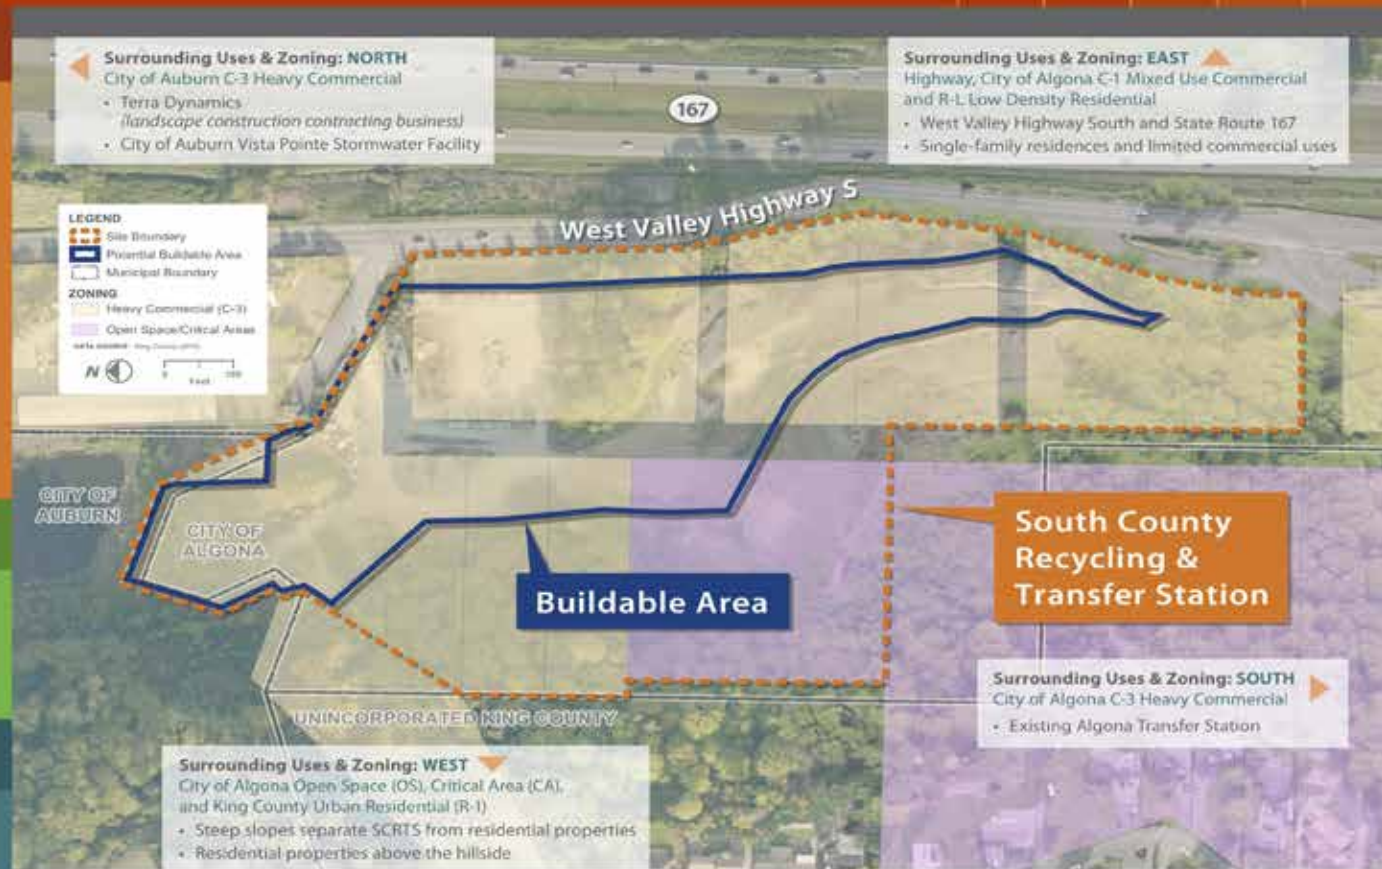 Surrounding Uses & Zoning: NORTH
City of Auburn C-3 Heavy Commercial
• Terra Dynamics
(landscape construction contracting business)
• City of Auburn Vista Pointe Stormwater Facility
Surrounding Uses & Zoning: EAST
Highway, City of Algona C-1 Mixed Use Commercial
and R-L Low Density Residential
• West Valley Highway South and State Route 167
• Single-family residences and limited commercial uses
167
West Valley Highway S
LEGEND
Site Boundary
Potential Buildable Area
Municipal Boundary
ZONING
Heavy Commercial (C-3)
Open Space/Critical Areas
DATA SOURCE: King County
N
0
Feet
CITY OF
AUBURN
CITY OF
ALGONA
Buildable Area
South County
Recycling &
Transfer Station
UNINCORPORATED KING COUNTY
Surrounding Uses & Zoning: SOUTH
City of Algona C-3 Heavy Commercial
• Existing Algona Transfer Station
Surrounding Uses & Zoning: WEST
City of Algona Open Space (OS), Critical Area (CA),
and King County Urban Residential (R-1)
• Steep slopes separate SCRTS from residential properties
• Residential properties above the hillside